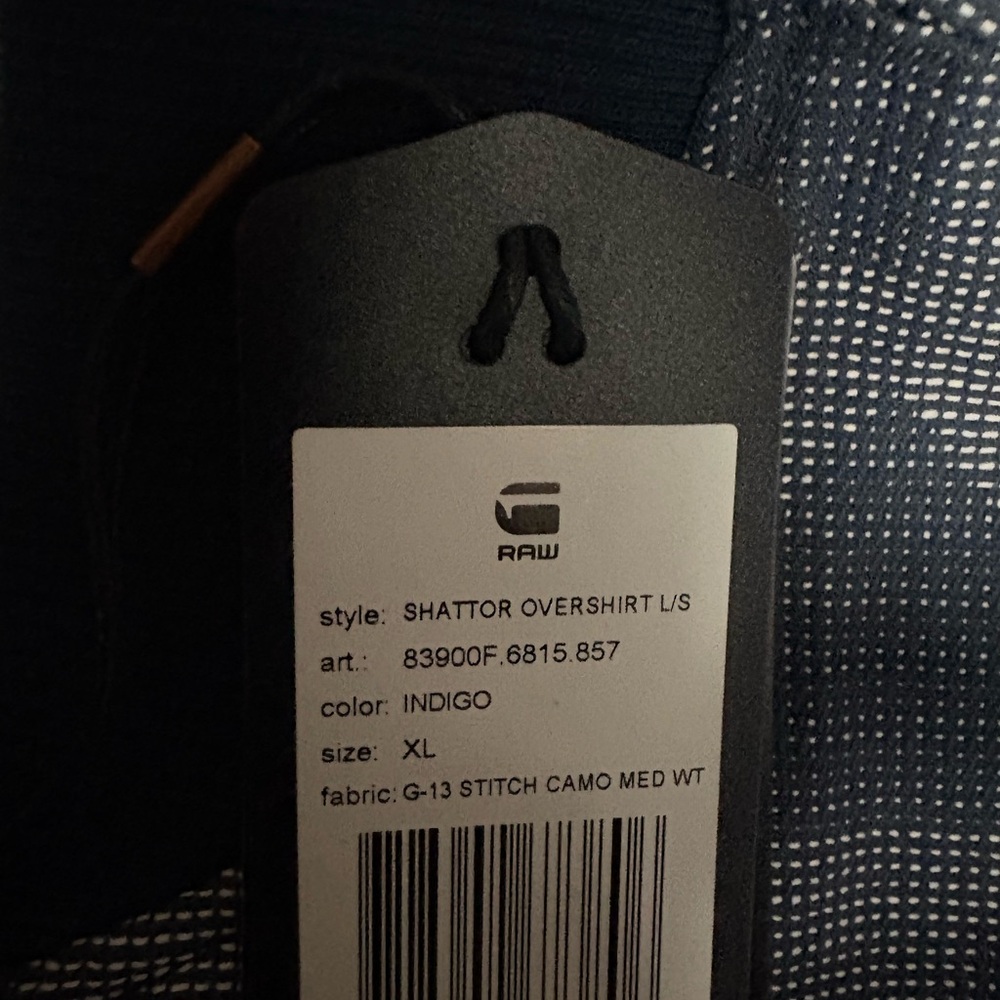 RAW
style: SHATTOR OVERSHIRT L/S
art.: 83900F.6815.857
color: INDIGO
size: XL
fabric: G-13 STITCH CAMO MED WT